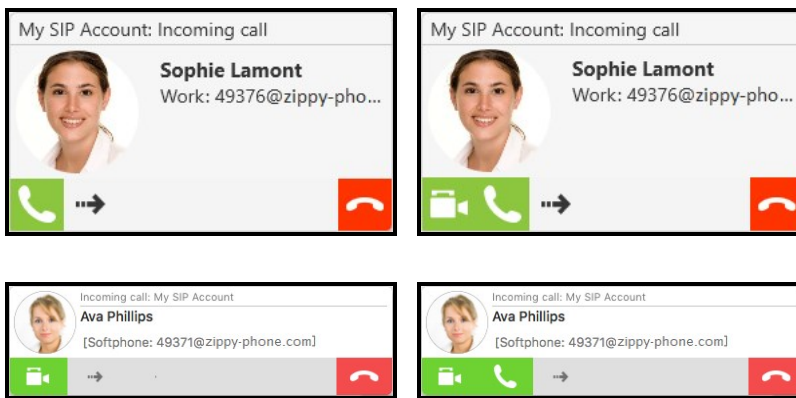 My SIP Account: Incoming call
Sophie Lamont
Work: 49376@zippy-pho...
My SIP Account: Incoming call
Sophie Lamont
Work: 49376@zippy-pho...
Incoming call: My SIP Account
Ava Phillips
[Softphone: 49371@zippy-phone.com]
Incoming call: My SIP Account
Ava Phillips
[Softphone: 49371@zippy-phone.com]